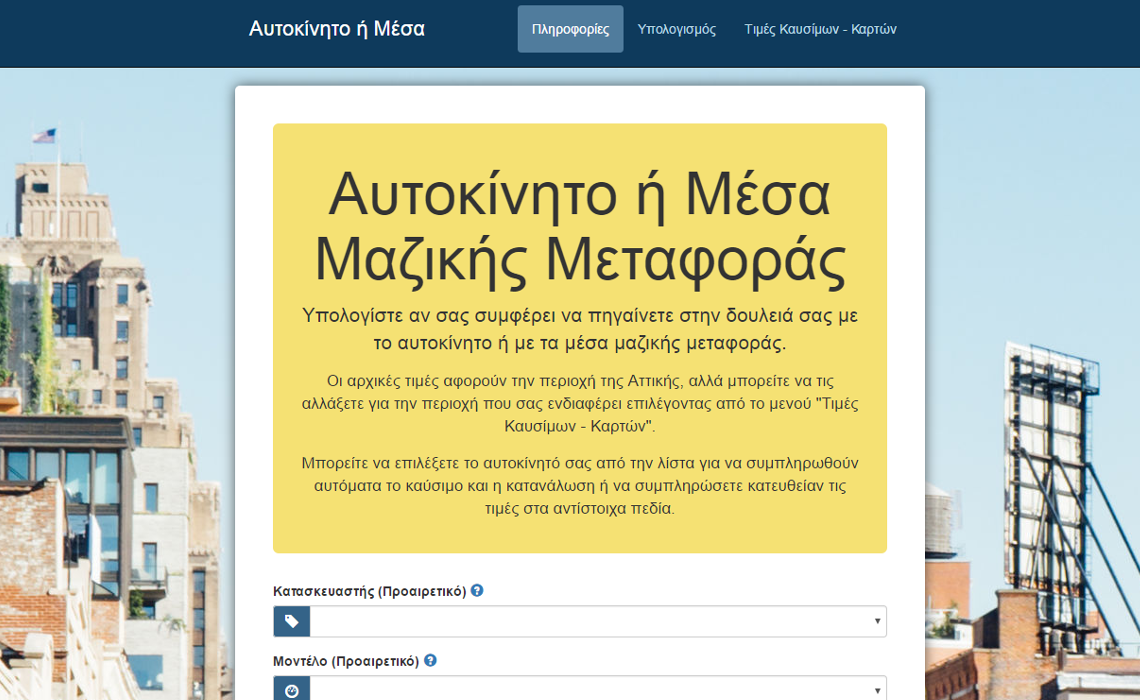 Αυτοκίνητο ή Μέσα
Πληροφορίες
Υπολογισμός
Τιμές Καυσίμων - Καρτών
Αυτοκίνητο ή Μέσα
Μαζικής Μεταφοράς
Υπολογίστε αν σας συμφέρει να πηγαίνετε στην δουλειά σας με
το αυτοκίνητο ή με τα μέσα μαζικής μεταφοράς.
Οι αρχικές τιμές αφορούν την περιοχή της Αττικής, αλλά μπορείτε να τις
αλλάξετε για την περιοχή που σας ενδιαφέρει επιλέγοντας από το μενού "Τιμές
Καυσίμων - Καρτών".
Μπορείτε να επιλέξετε το αυτοκίνητό σας από την λίστα για να συμπληρωθούν
αυτόματα το καύσιμο και η κατανάλωση ή να συμπληρώσετε κατευθείαν τις
τιμές στα αντίστοιχα πεδία.
Κατασκευαστής (Προαιρετικό)
Μοντέλο (Προαιρετικό)